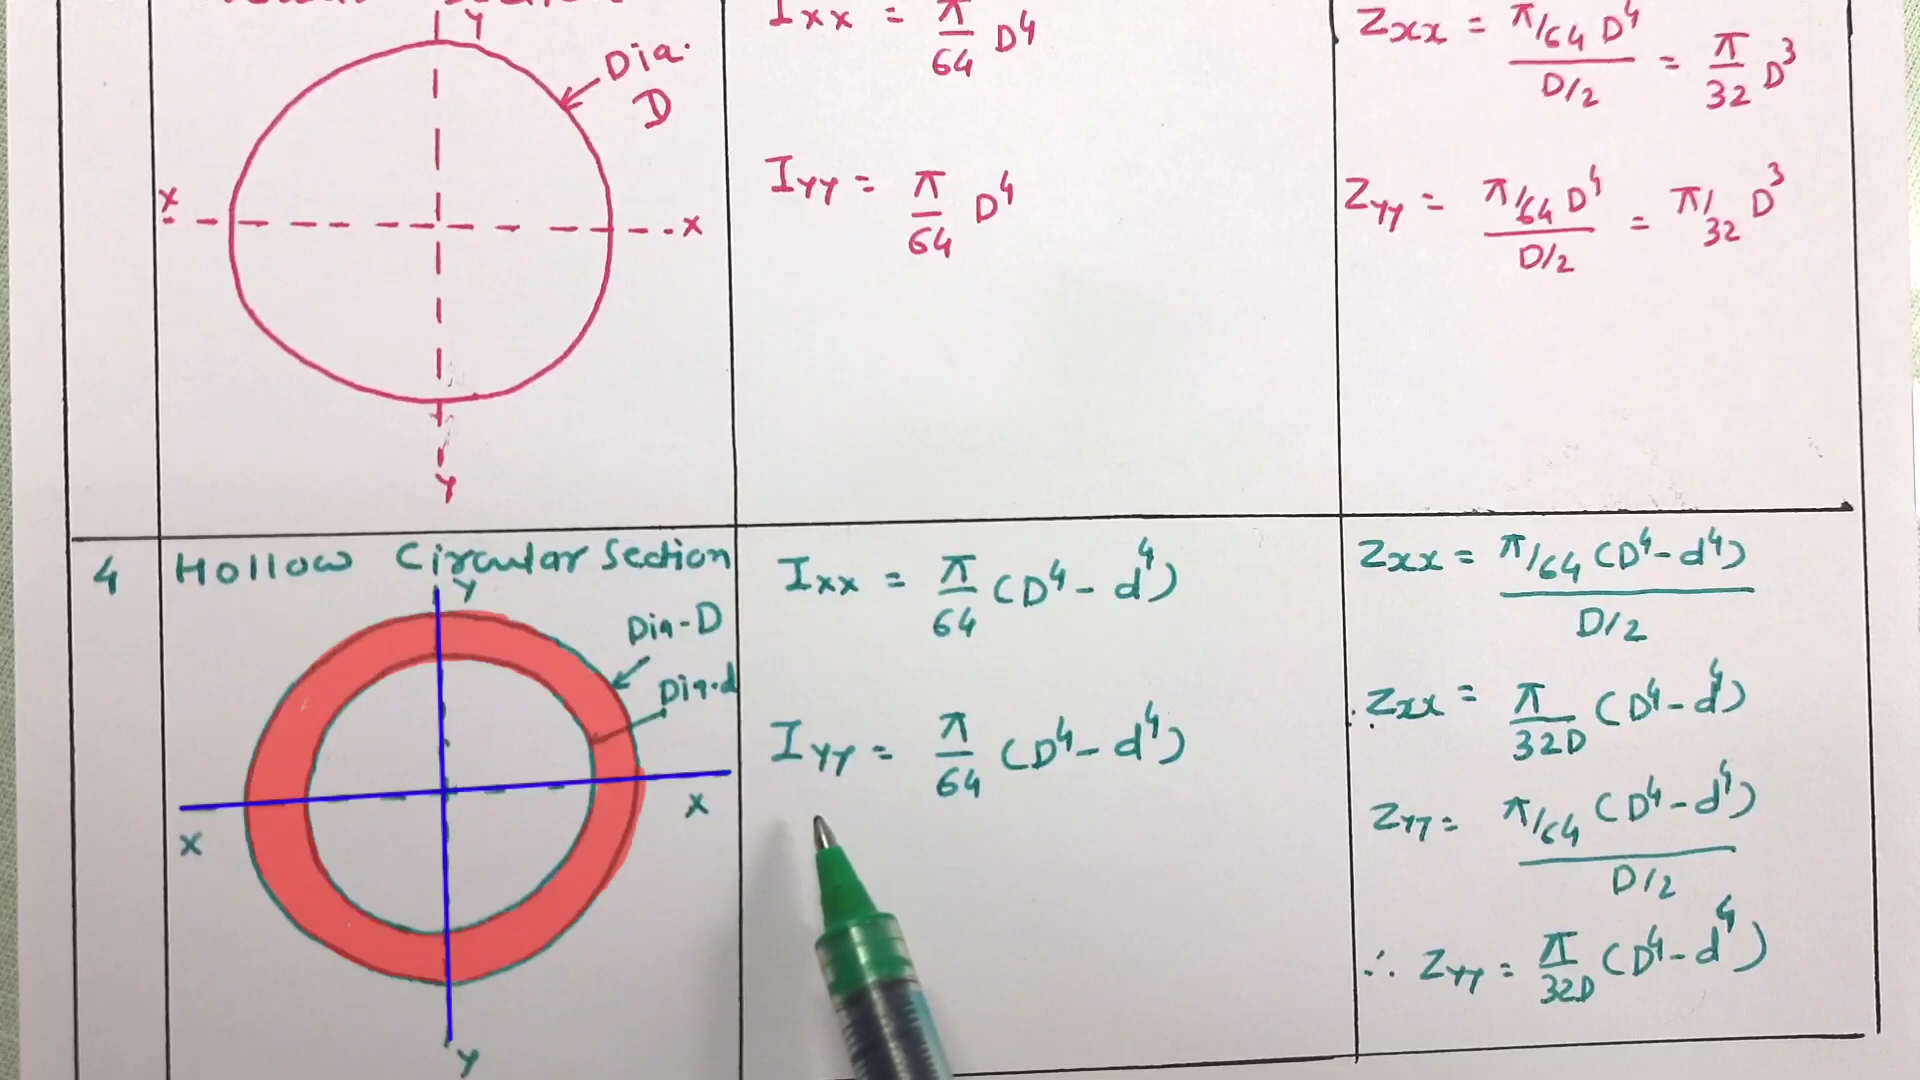 Y
Dia.
D
X
X
Y
Ixx = π/64 D⁴
Iyy = π/64 D⁴
Zxx = π/64 D⁴ / D/2 = π/32 D³
Zyy = π/64 D⁴ / D/2 = π/32 D³
4
Hollow Circular Section
Y
Dia-D
Dia.d
X
X
Y
Ixx = π/64 (D⁴ - d⁴)
Iyy = π/64 (D⁴ - d⁴)
Zxx = π/64 (D⁴ - d⁴) / D/2
∴ Zxx = π/32D (D⁴ - d⁴)
Zyy = π/64 (D⁴ - d⁴) / D/2
∴ Zyy = π/32D (D⁴ - d⁴)